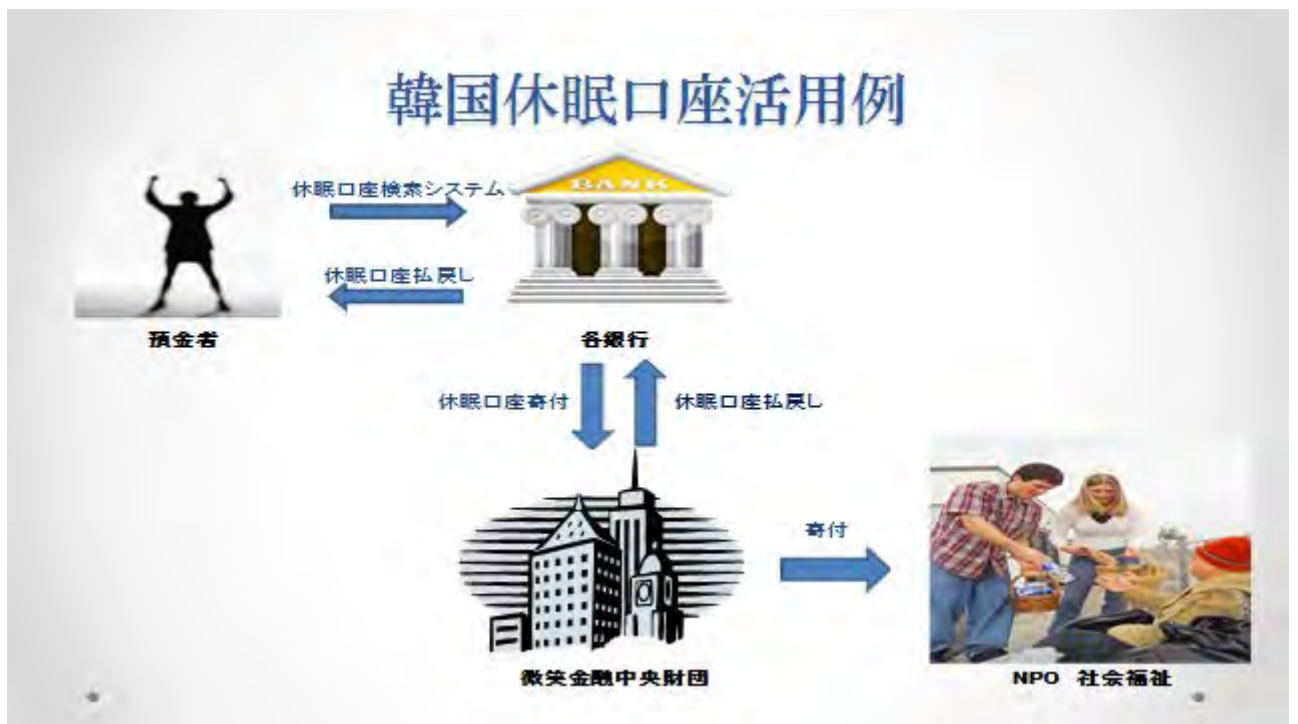 韓国休眠口座活用例
休眠口座検索システム
BANK
休眠口座払戻し
預金者
各銀行
休眠口座寄付
休眠口座払戻し
寄付
微笑金融中央財団
NPO 社会福祉